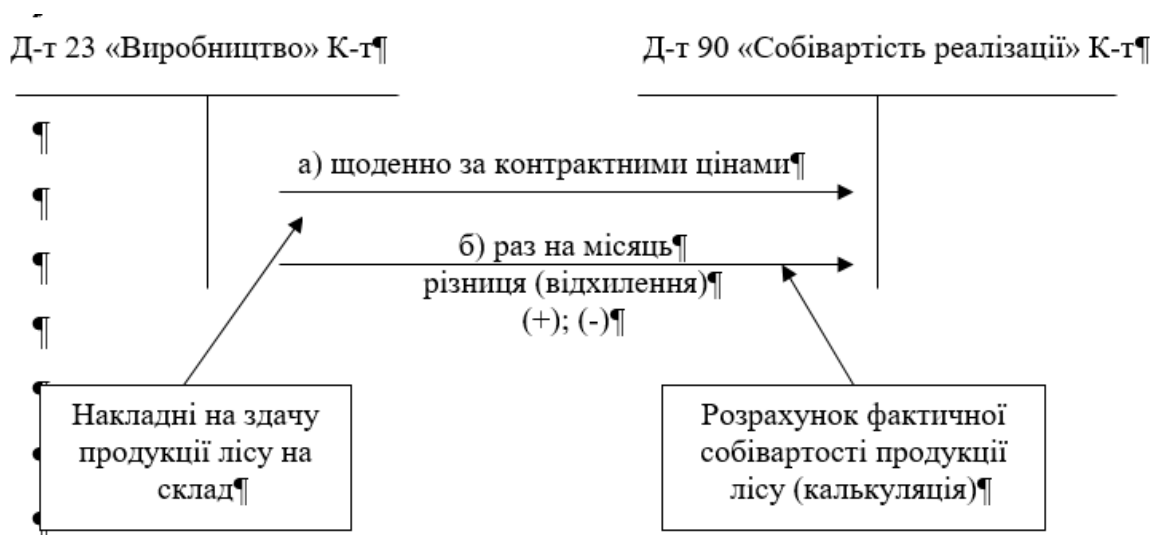 Д-т 23 «Виробництво» К-т¶
Д-т 90 «Собівартість реалізації» К-т¶
¶
а) щоденно за контрактними цінами¶
¶
¶
б) раз на місяць¶
різниця (відхилення)¶
(+); (-)¶
¶
Накладні на здачу
продукції лісу на
склад¶
Розрахунок фактичної
собівартості продукції
лісу (калькуляція)¶